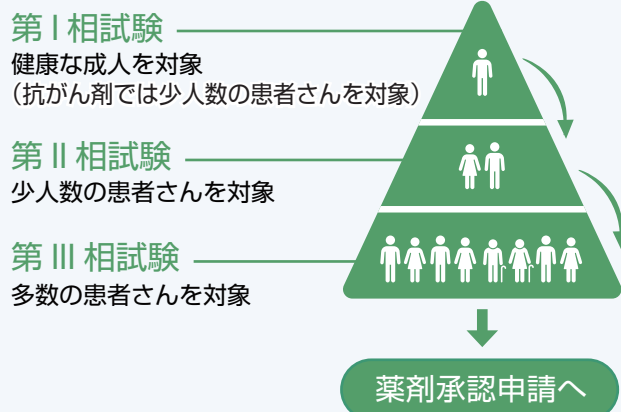 第 I 相試験
健康な成人を対象
（抗がん剤では少人数の患者さんを対象）
第 II 相試験
少人数の患者さんを対象
第 III 相試験
多数の患者さんを対象
薬剤承認申請へ